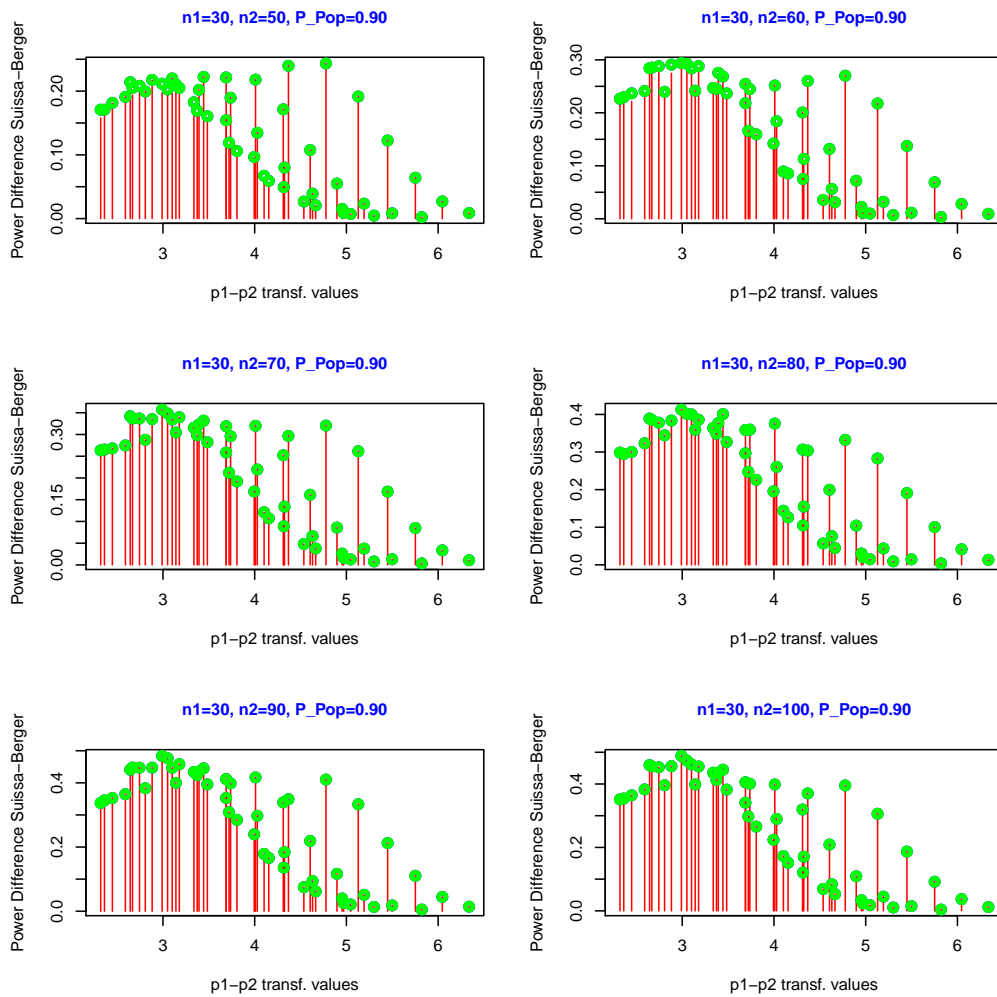 n1=30, n2=50, P_Pop=0.90
Power Difference Suissa−Berger
0.00
0.10
0.20
3
4
5
6
p1−p2 transf. values
n1=30, n2=60, P_Pop=0.90
Power Difference Suissa−Berger
0.00
0.10
0.20
0.30
3
4
5
6
p1−p2 transf. values
n1=30, n2=70, P_Pop=0.90
Power Difference Suissa−Berger
0.00
0.15
0.30
3
4
5
6
p1−p2 transf. values
n1=30, n2=80, P_Pop=0.90
Power Difference Suissa−Berger
0.0
0.1
0.2
0.3
0.4
3
4
5
6
p1−p2 transf. values
n1=30, n2=90, P_Pop=0.90
Power Difference Suissa−Berger
0.0
0.2
0.4
3
4
5
6
p1−p2 transf. values
n1=30, n2=100, P_Pop=0.90
Power Difference Suissa−Berger
0.0
0.2
0.4
3
4
5
6
p1−p2 transf. values